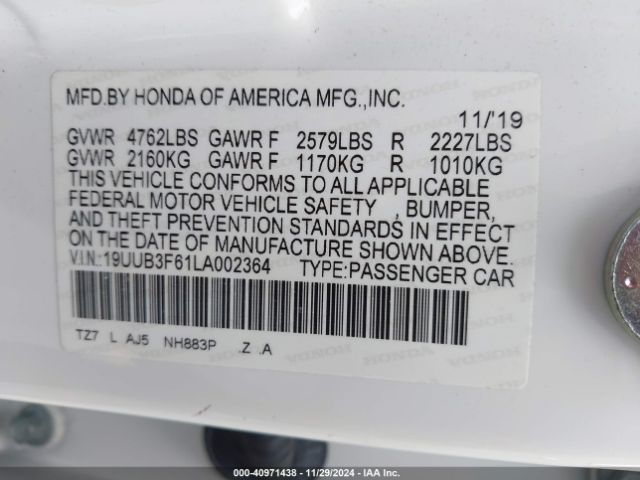 MFD.BY HONDA OF AMERICA MFG.,INC.
11/'19
GVWR 4762LBS GAWR F 2579LBS R 2227LBS
GVWR 2160KG GAWR F 1170KG R 1010KG
THIS VEHICLE CONFORMS TO ALL APPLICABLE
FEDERAL MOTOR VEHICLE SAFETY , BUMPER,
AND THEFT PREVENTION STANDARDS IN EFFECT
ON THE DATE OF MANUFACTURE SHOWN ABOVE.
V.I.N.:19UUB3F61LA002364 TYPE:PASSENGER CAR
TZ7 L AJ5 NH883P .Z .A
000-40971438 - 11/29/2024 - IAA Inc.